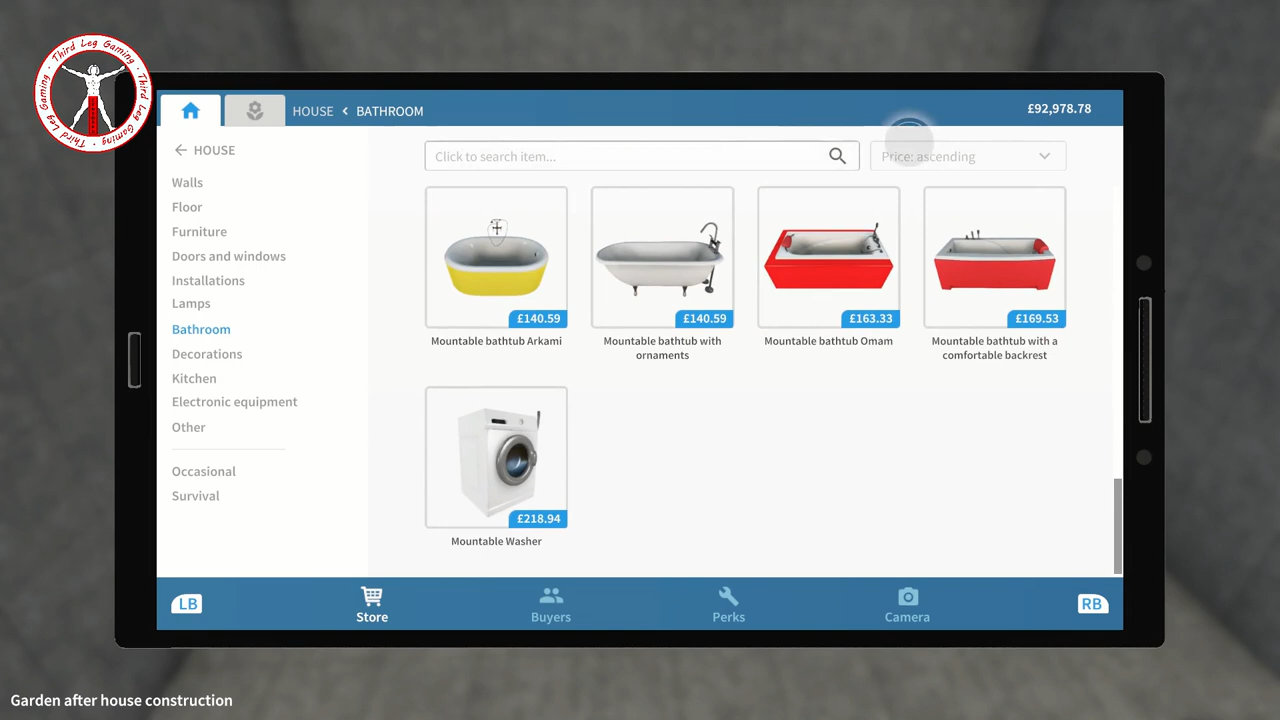 Third Leg Gaming · Third Leg Gaming · Third Leg Gaming ·
HOUSE < BATHROOM
£92,978.78
← HOUSE
Click to search item...
Price: ascending
Walls
Floor
Furniture
Doors and windows
Installations
Lamps
Bathroom
Decorations
Kitchen
Electronic equipment
Other
Occasional
Survival
£140.59
£140.59
£163.33
£169.53
Mountable bathtub Arkami
Mountable bathtub with
ornaments
Mountable bathtub Omam
Mountable bathtub with a
comfortable backrest
£218.94
Mountable Washer
LB
Store
Buyers
Perks
Camera
RB
Garden after house construction